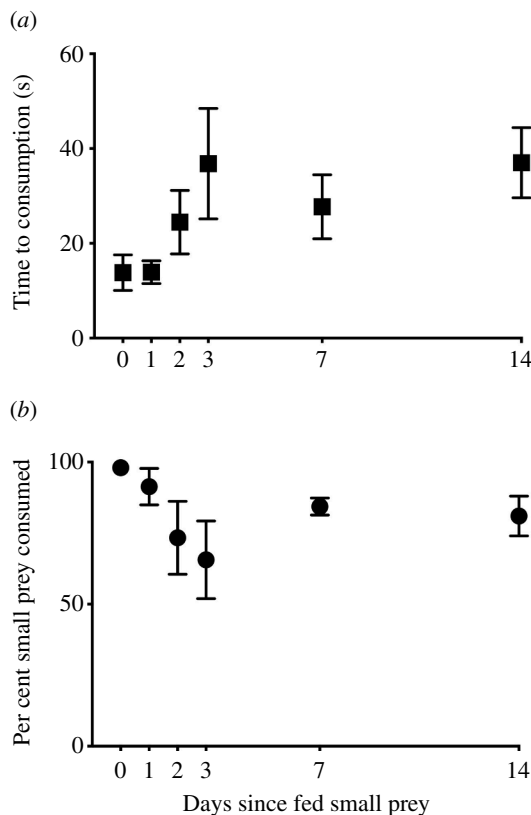 (a)
60
40
20
0
Time to consumption (s)
0 1 2 3 7 14
(b)
100
50
0
Per cent small prey consumed
0 1 2 3 7 14
Days since fed small prey